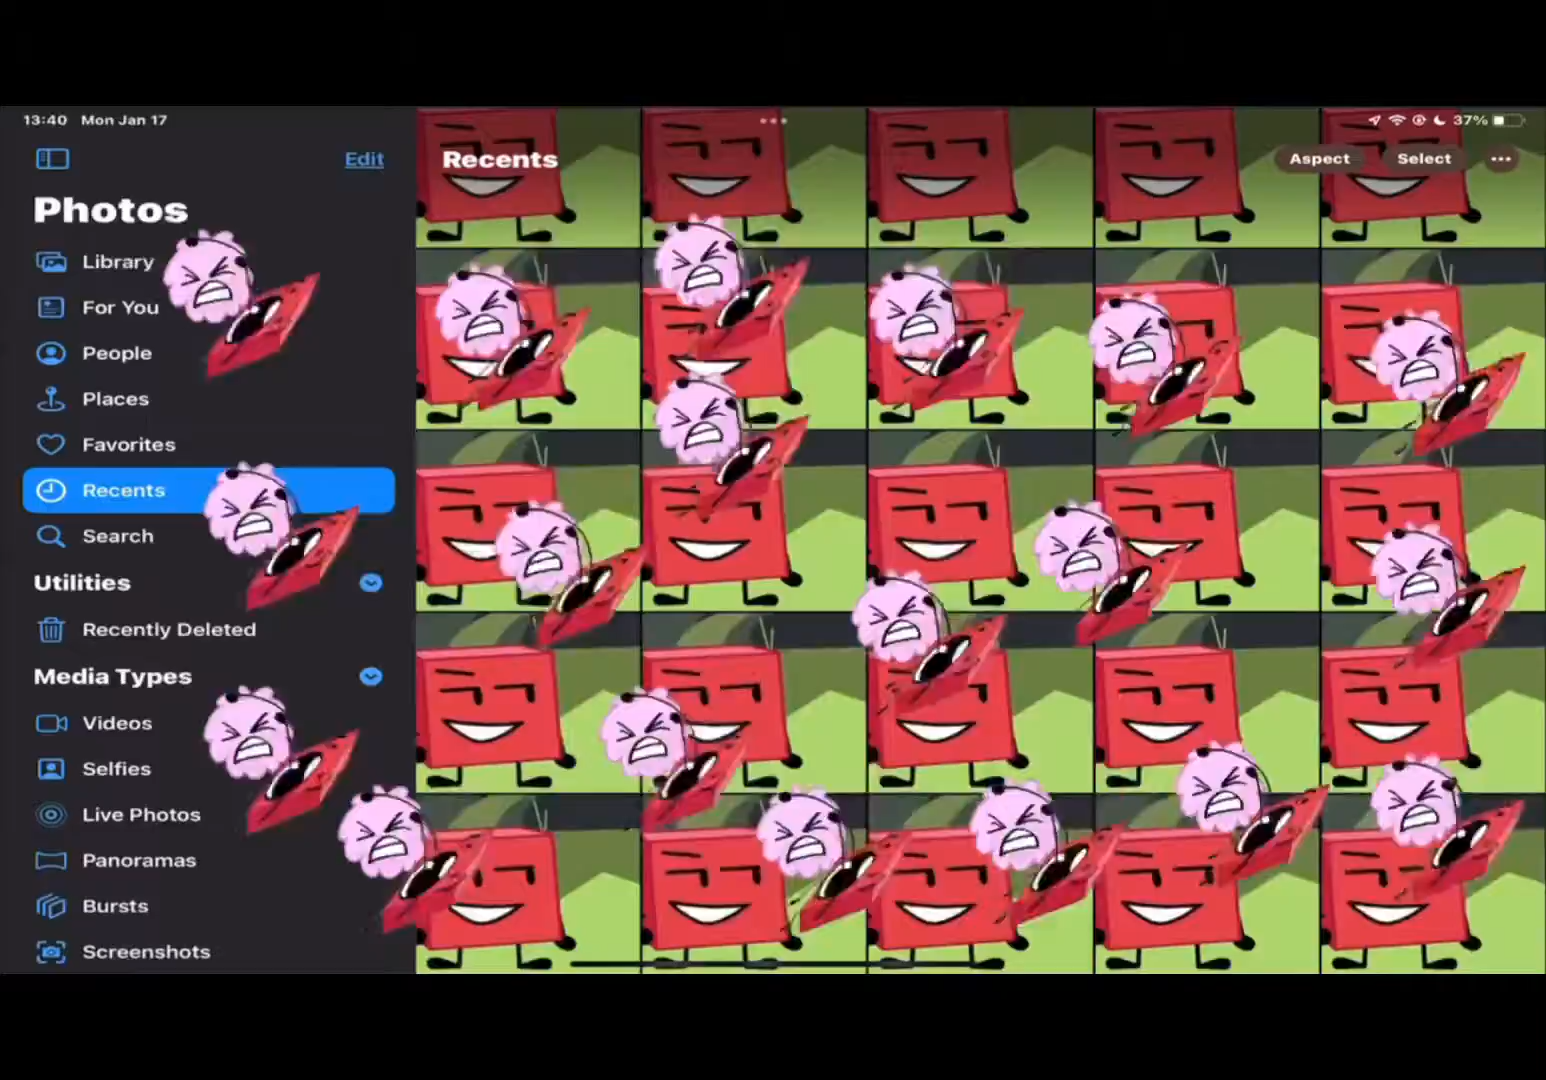 13:40 Mon Jan 17
37%
Edit
Recents
Aspect
Select
Photos
Library
For You
People
Places
Favorites
Recents
Search
Utilities
Recently Deleted
Media Types
Videos
Selfies
Live Photos
Panoramas
Bursts
Screenshots